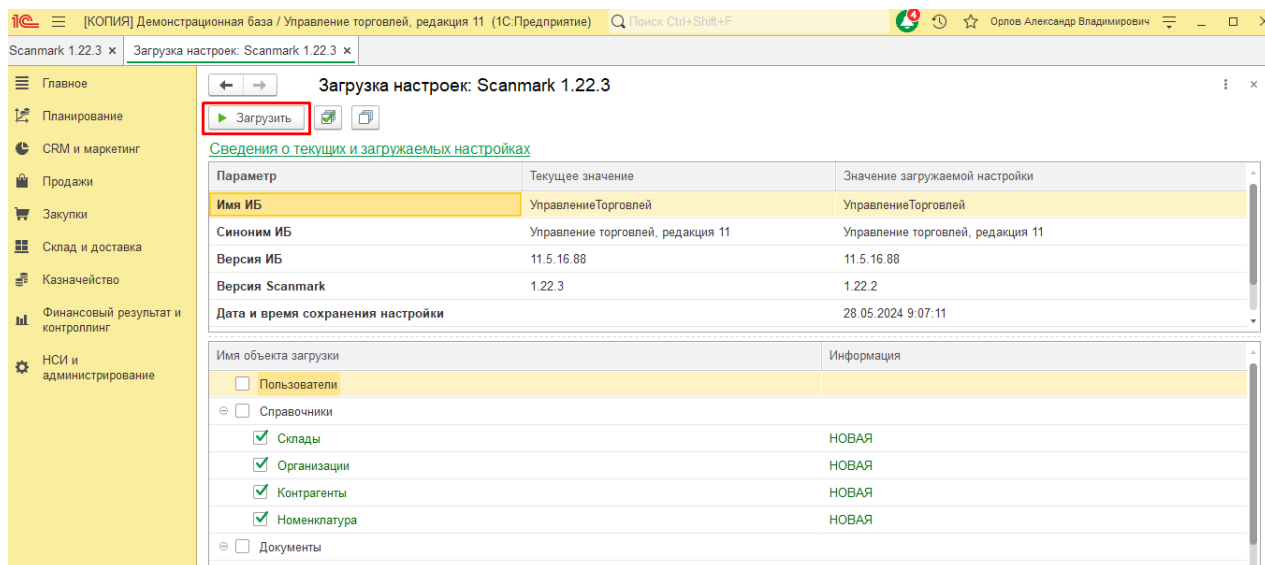 [КОПИЯ] Демонстрационная база / Управление торговлей, редакция 11 (1С:Предприятие) Поиск Ctrl+Shift+F 4 Орлов Александр Владимирович
Scanmark 1.22.3 × Загрузка настроек: Scanmark 1.22.3 ×
Главное
Планирование
CRM и маркетинг
Продажи
Закупки
Склад и доставка
Казначейство
Финансовый результат и
контроллинг
НСИ и
администрирование
Загрузка настроек: Scanmark 1.22.3
Загрузить
Сведения о текущих и загружаемых настройках
Параметр Текущее значение Значение загружаемой настройки
Имя ИБ УправлениеТорговлей УправлениеТорговлей
Синоним ИБ Управление торговлей, редакция 11 Управление торговлей, редакция 11
Версия ИБ 11.5.16.88 11.5.16.88
Версия Scanmark 1.22.3 1.22.2
Дата и время сохранения настройки 28.05.2024 9:07:11
Имя объекта загрузки Информация
Пользователи
Справочники
Склады НОВАЯ
Организации НОВАЯ
Контрагенты НОВАЯ
Номенклатура НОВАЯ
Документы